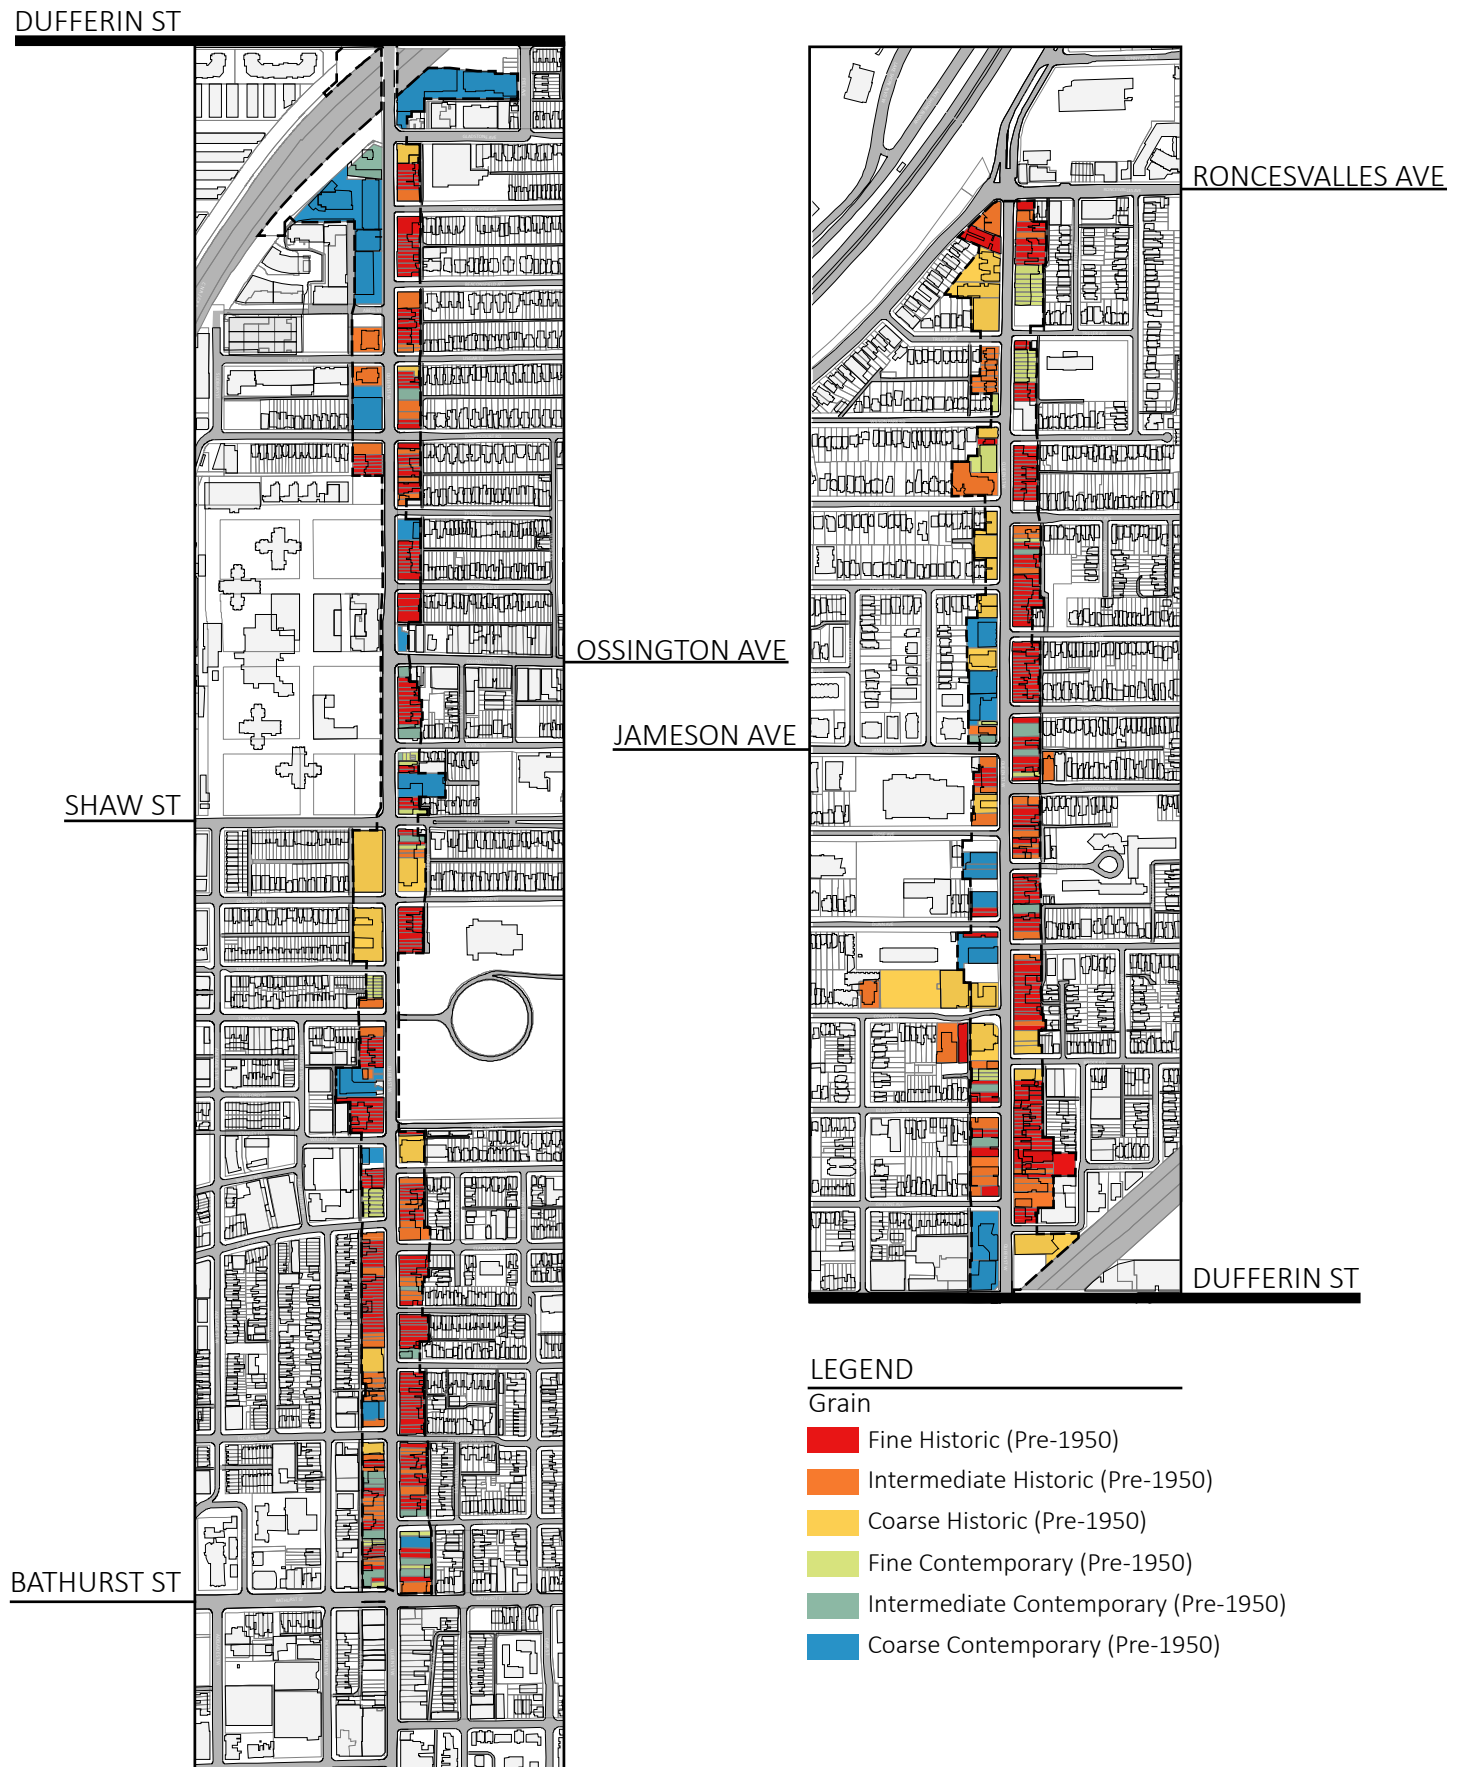 DUFFERIN ST
RONCESVALLES AVE
OSSINGTON AVE
JAMESON AVE
SHAW ST
DUFFERIN ST
LEGEND
Grain
Fine Historic (Pre-1950)
Intermediate Historic (Pre-1950)
Coarse Historic (Pre-1950)
Fine Contemporary (Pre-1950)
Intermediate Contemporary (Pre-1950)
Coarse Contemporary (Pre-1950)
BATHURST ST